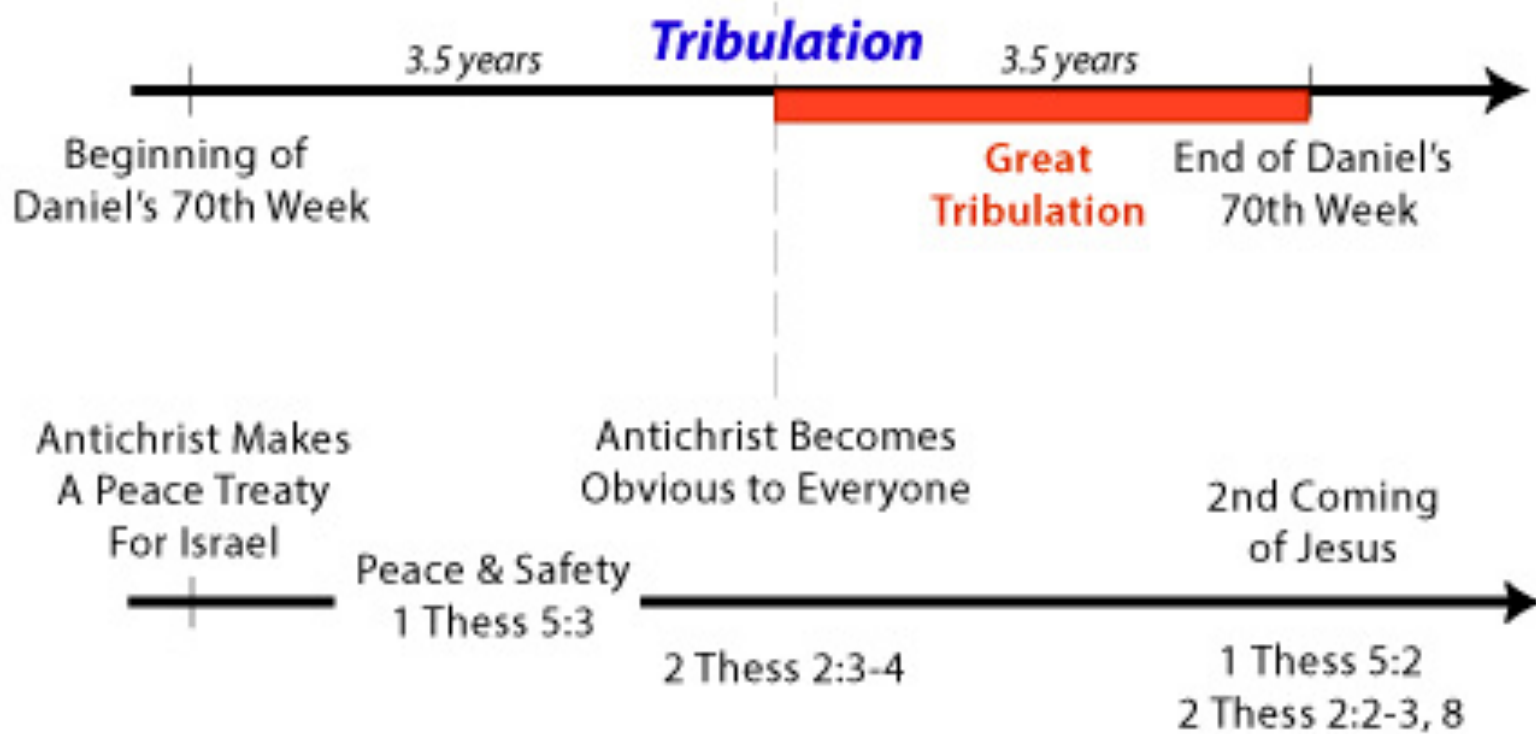 Tribulation
3.5 years
3.5 years
Beginning of
Daniel's 70th Week
Great
Tribulation
End of Daniel's
70th Week
Antichrist Makes
A Peace Treaty
For Israel
Antichrist Becomes
Obvious to Everyone
2nd Coming
of Jesus
Peace & Safety
1 Thess 5:3
2 Thess 2:3-4
1 Thess 5:2
2 Thess 2:2-3, 8